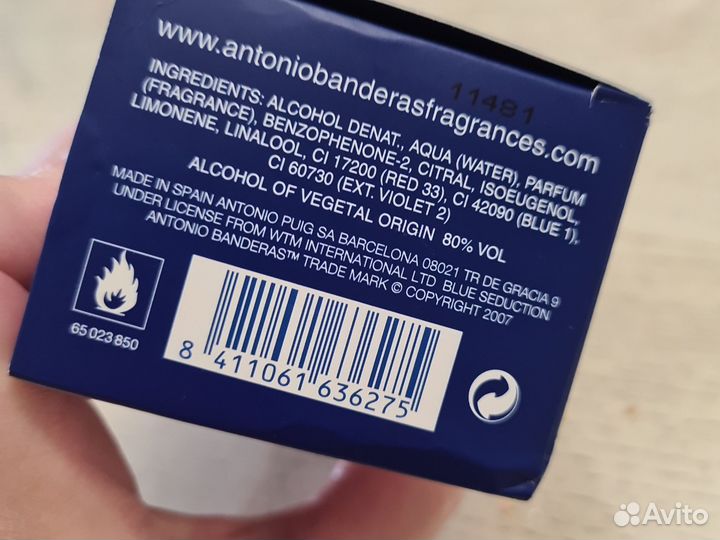 www.antoniobanderasfragrances.com
11481
INGREDIENTS: ALCOHOL DENAT., AQUA (WATER), PARFUM
(FRAGRANCE), BENZOPHENONE-2, CITRAL, ISOEUGENOL,
LIMONENE, LINALOOL, CI 17200 (RED 33), CI 42090 (BLUE 1),
CI 60730 (EXT. VIOLET 2)
ALCOHOL OF VEGETAL ORIGIN 80% VOL
MADE IN SPAIN ANTONIO PUIG SA BARCELONA 08021 TR DE GRACIA 9
UNDER LICENSE FROM WTM INTERNATIONAL LTD BLUE SEDUCTION
ANTONIO BANDERAS™ TRADE MARK © COPYRIGHT 2007
65 023 850
8 411061 636275
Avito